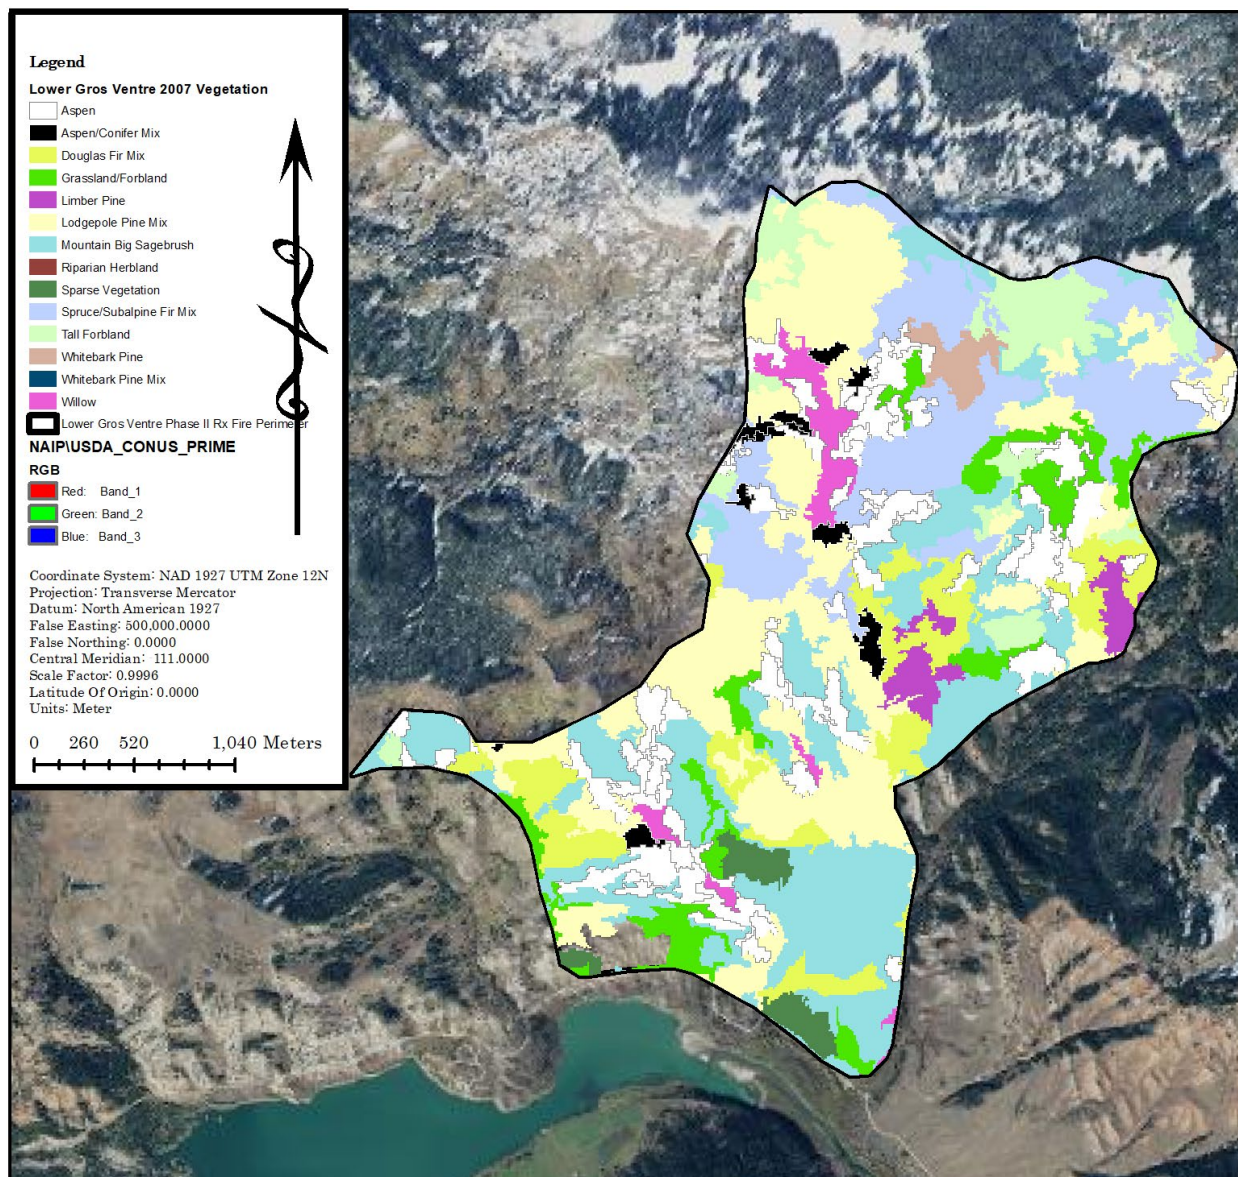 Legend
Lower Gros Ventre 2007 Vegetation
Aspen
Aspen/Conifer Mix
Douglas Fir Mix
Grassland/Forbland
Limber Pine
Lodgepole Pine Mix
Mountain Big Sagebrush
Riparian Herbland
Sparse Vegetation
Spruce/Subalpine Fir Mix
Tall Forbland
Whitebark Pine
Whitebark Pine Mix
Willow
Lower Gros Ventre Phase II Rx Fire Perimeter
NAIP\USDA_CONUS_PRIME
RGB
Red: Band_1
Green: Band_2
Blue: Band_3
Coordinate System: NAD 1927 UTM Zone 12N
Projection: Transverse Mercator
Datum: North American 1927
False Easting: 500,000.0000
False Northing: 0.0000
Central Meridian: 111.0000
Scale Factor: 0.9996
Latitude Of Origin: 0.0000
Units: Meter
0 260 520 1,040 Meters